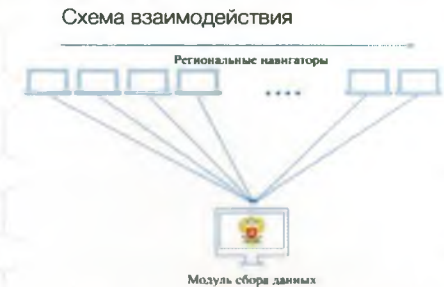 Схема взаимодействия
Региональные навигаторы
Модуль сбора данных